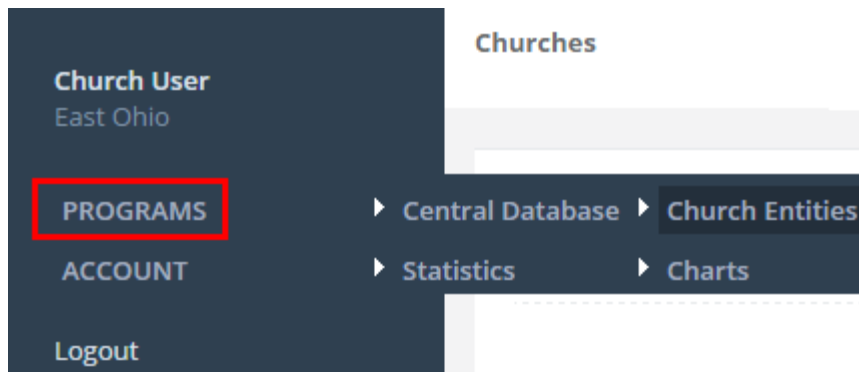 Churches
Church User
East Ohio
PROGRAMS Central Database Church Entities
ACCOUNT Statistics Charts
Logout